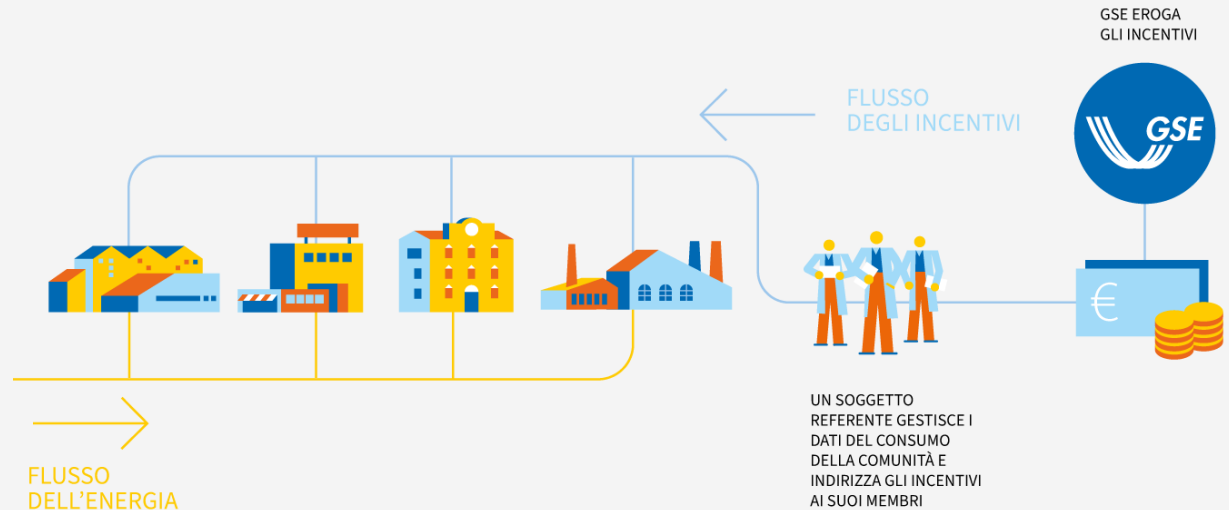 GSE EROGA
GLI INCENTIVI
FLUSSO
DEGLI INCENTIVI
GSE
€
UN SOGGETTO
REFERENTE GESTISCE I
DATI DEL CONSUMO
DELLA COMUNITÀ E
INDIRIZZA GLI INCENTIVI
AI SUOI MEMBRI
FLUSSO
DELL'ENERGIA